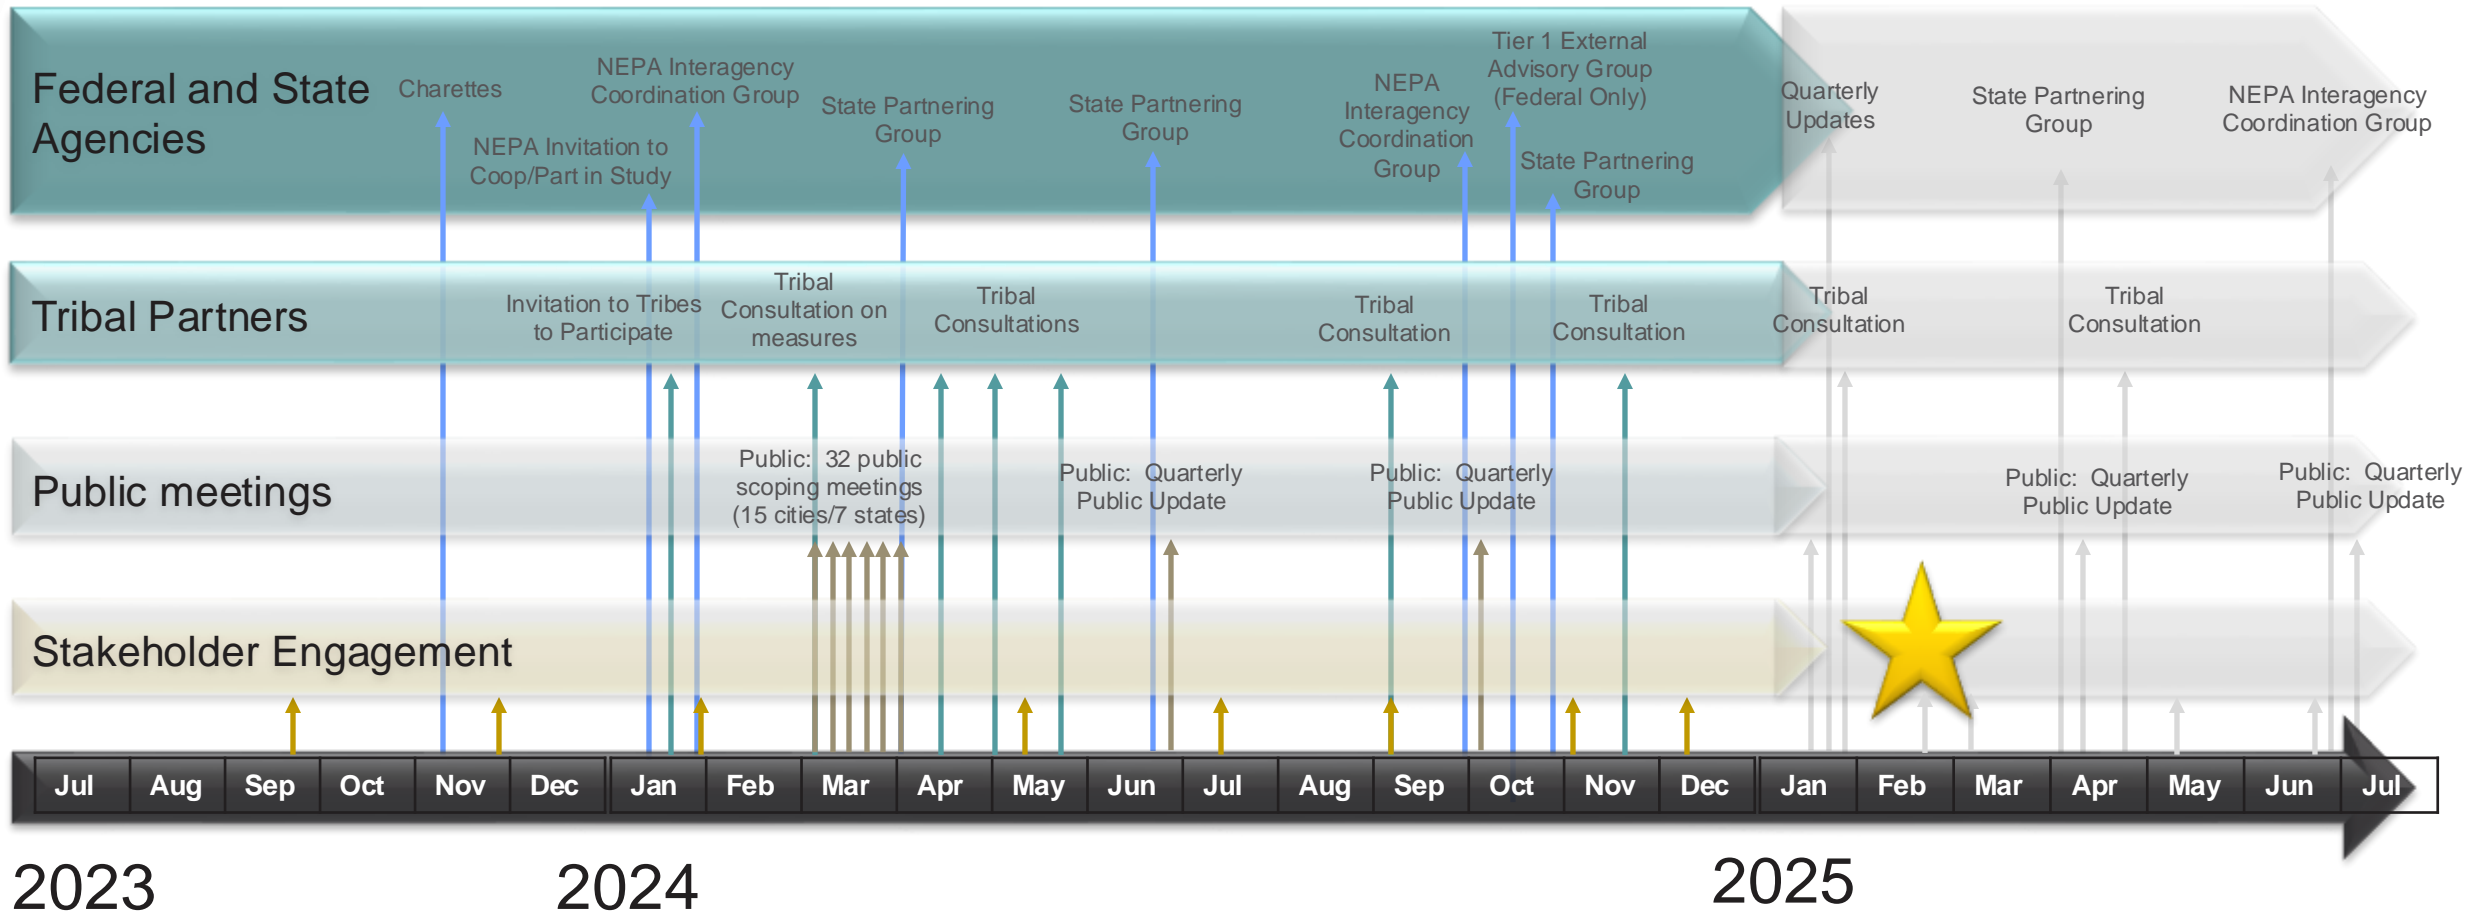 Federal and State
Agencies
Charettes
NEPA Invitation to
Coop/Part in Study
NEPA Interagency
Coordination Group
State Partnering
Group
State Partnering
Group
NEPA
Interagency
Coordination
Group
Tier 1 External
Advisory Group
(Federal Only)
State Partnering
Group
Quarterly
Updates
State Partnering
Group
NEPA Interagency
Coordination Group
Tribal Partners
Invitation to Tribes
to Participate
Tribal
Consultation on
measures
Tribal
Consultations
Tribal
Consultation
Tribal
Consultation
Tribal
Consultation
Tribal
Consultation
Public meetings
Public: 32 public
scoping meetings
(15 cities/7 states)
Public: Quarterly
Public Update
Public: Quarterly
Public Update
Public: Quarterly
Public Update
Public: Quarterly
Public Update
Stakeholder Engagement
Jul Aug Sep Oct Nov Dec Jan Feb Mar Apr May Jun Jul Aug Sep Oct Nov Dec Jan Feb Mar Apr May Jun Jul
2023 2024 2025